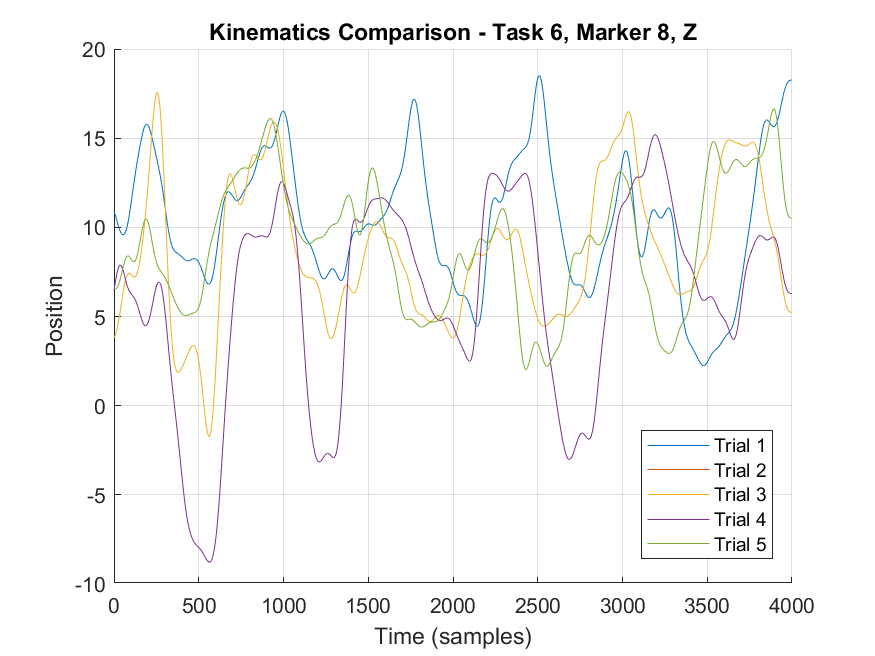 Kinematics Comparison - Task 6, Marker 8, Z
20
15
10
5
0
-5
-10
Position
0 500 1000 1500 2000 2500 3000 3500 4000
Time (samples)
Trial 1
Trial 2
Trial 3
Trial 4
Trial 5